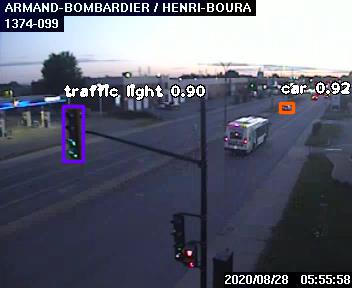 ARMAND-BOMBARDIER / HENRI-BOURA
1374-099
traffic light 0.90
car 0.92
2020/08/28 05:55:58